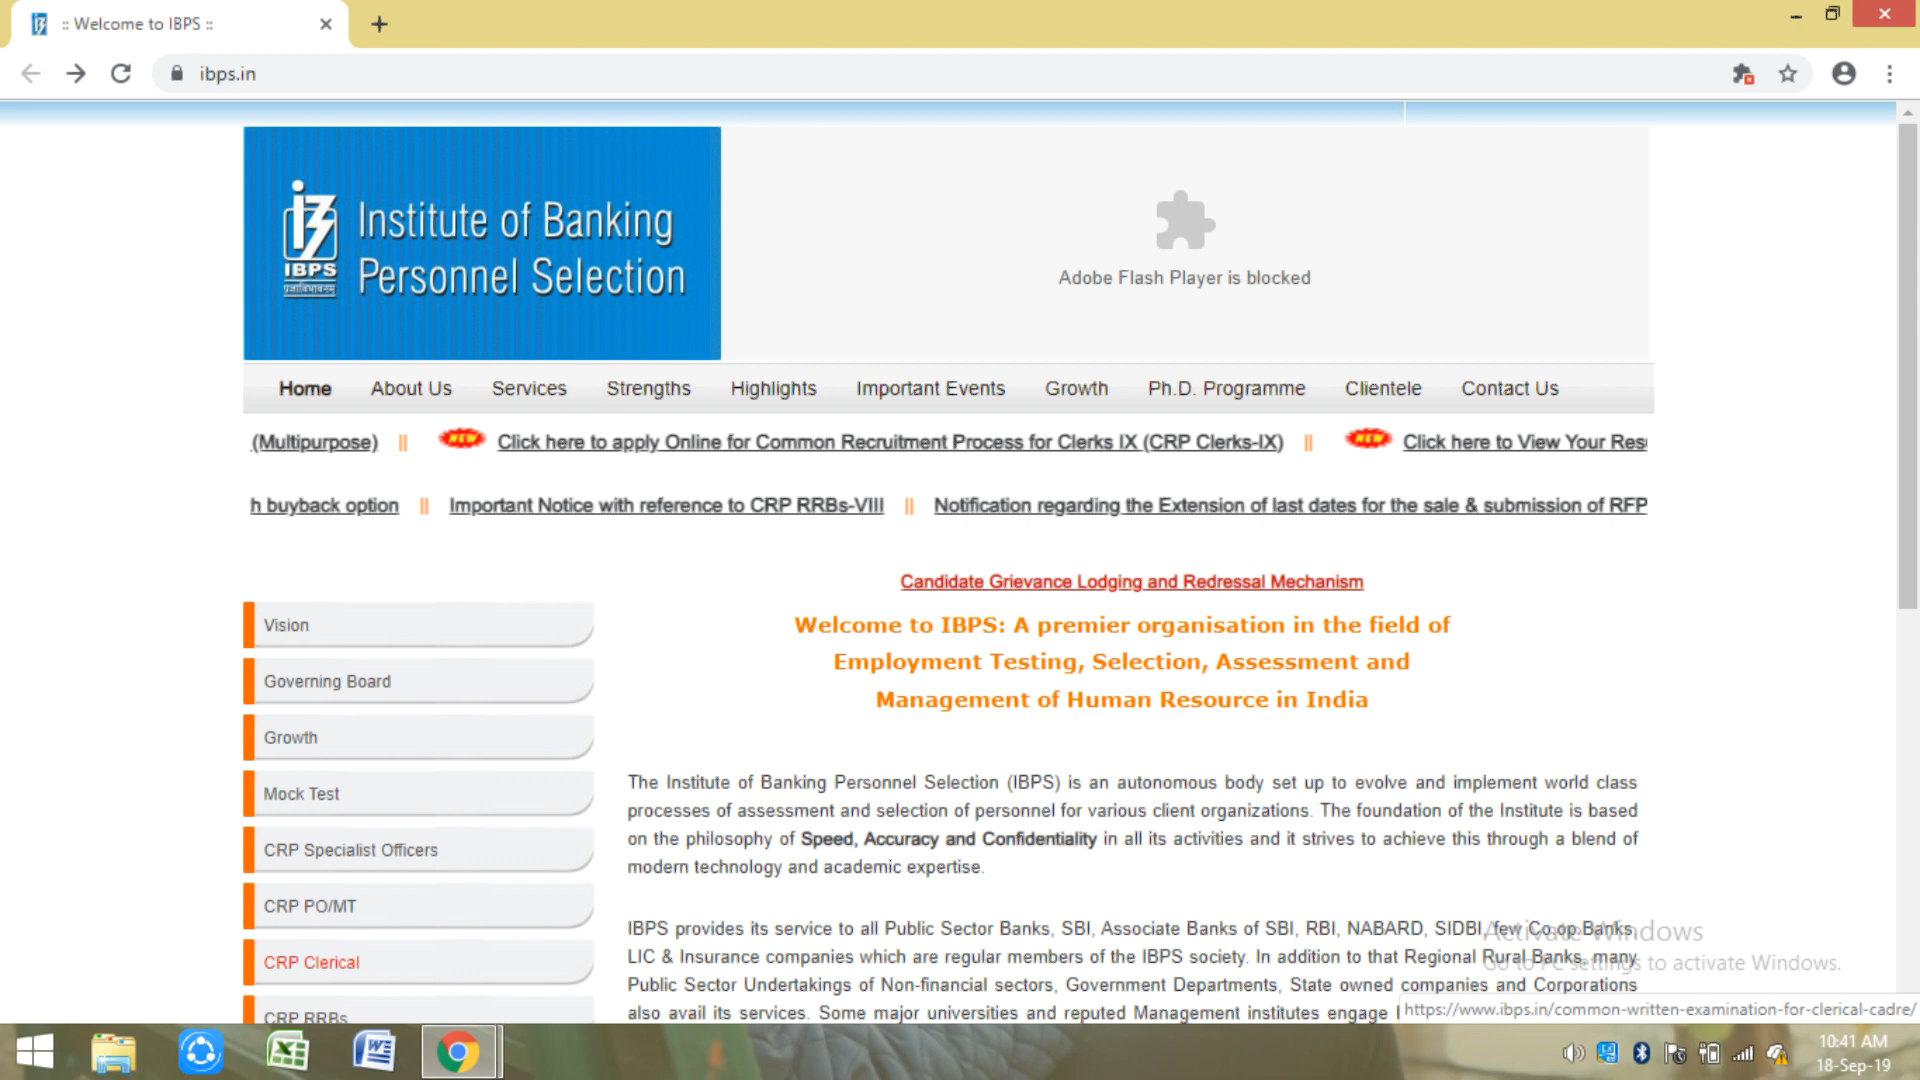 :: Welcome to IBPS ::
ibps.in
Institute of Banking
Personnel Selection
IBPS
Adobe Flash Player is blocked
Home About Us Services Strengths Highlights Important Events Growth Ph.D. Programme Clientele Contact Us
(Multipurpose) || NEW Click here to apply Online for Common Recruitment Process for Clerks IX (CRP Clerks-IX) || NEW Click here to View Your Res
h buyback option || Important Notice with reference to CRP RRBs-VIII || Notification regarding the Extension of last dates for the sale & submission of RFP
Candidate Grievance Lodging and Redressal Mechanism
Welcome to IBPS: A premier organisation in the field of
Employment Testing, Selection, Assessment and
Management of Human Resource in India
Vision
Governing Board
Growth
Mock Test
CRP Specialist Officers
CRP PO/MT
CRP Clerical
CRP RRBs
The Institute of Banking Personnel Selection (IBPS) is an autonomous body set up to evolve and implement world class
processes of assessment and selection of personnel for various client organizations. The foundation of the Institute is based
on the philosophy of Speed, Accuracy and Confidentiality in all its activities and it strives to achieve this through a blend of
modern technology and academic expertise.
IBPS provides its service to all Public Sector Banks, SBI, Associate Banks of SBI, RBI, NABARD, SIDBI, few Co.op Banks,
LIC & Insurance companies which are regular members of the IBPS society. In addition to that Regional Rural Banks, many
Public Sector Undertakings of Non-financial sectors, Government Departments, State owned companies and Corporations
also avail its services. Some major universities and reputed Management institutes engage
Activate Windows
Go to PC settings to activate Windows.
https://www.ibps.in/common-written-examination-for-clerical-cadre/
10:41 AM
18-Sep-19